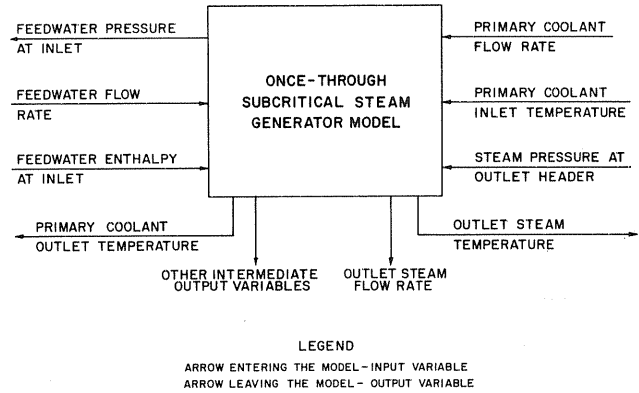 FEEDWATER PRESSURE
AT INLET
FEEDWATER FLOW
RATE
FEEDWATER ENTHALPY
AT INLET
ONCE-THROUGH
SUBCRITICAL STEAM
GENERATOR MODEL
PRIMARY COOLANT
FLOW RATE
PRIMARY COOLANT
INLET TEMPERATURE
STEAM PRESSURE AT
OUTLET HEADER
PRIMARY COOLANT
OUTLET TEMPERATURE
OTHER INTERMEDIATE
OUTPUT VARIABLES
OUTLET STEAM
FLOW RATE
OUTLET STEAM
TEMPERATURE
LEGEND
ARROW ENTERING THE MODEL-INPUT VARIABLE
ARROW LEAVING THE MODEL- OUTPUT VARIABLE